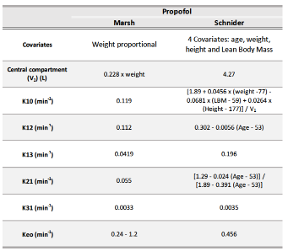 Propofol
Marsh Schnider
Covariates Weight proportional 4 Covariates: age, weight,
height and Lean Body Mass
Central compartment
(V₁) (L) 0.228 x weight 4.27
K10 (min⁻¹) 0.119 [1.89 + 0.0456 x (weight -77) -
0.0681 x (LBM - 59) + 0.0264 x
(Height - 177)] / V₁
K12 (min⁻¹) 0.112 0.302 - 0.0056 (Age - 53)
K13 (min⁻¹) 0.0419 0.196
K21 (min⁻¹) 0.055 [1.29 - 0.024 (Age - 53)] /
[1.89 - 0.391 (Age - 53)]
K31 (min⁻¹) 0.0033 0.0035
Keo (min⁻¹) 0.24 - 1.2 0.456